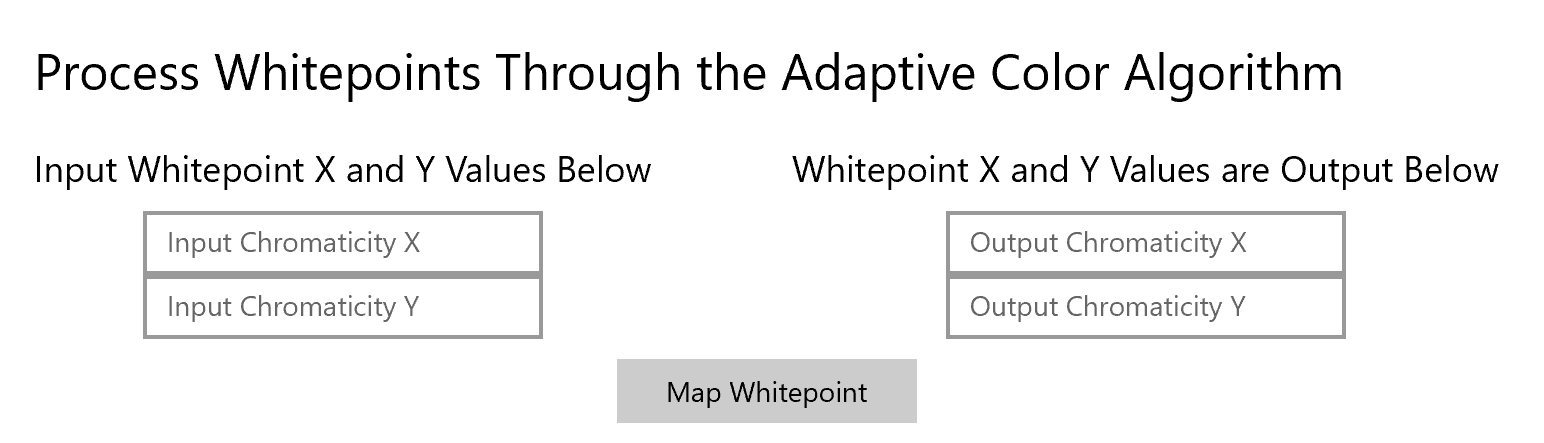 Process Whitepoints Through the Adaptive Color Algorithm
Input Whitepoint X and Y Values Below
Input Chromaticity X
Input Chromaticity Y
Whitepoint X and Y Values are Output Below
Output Chromaticity X
Output Chromaticity Y
Map Whitepoint